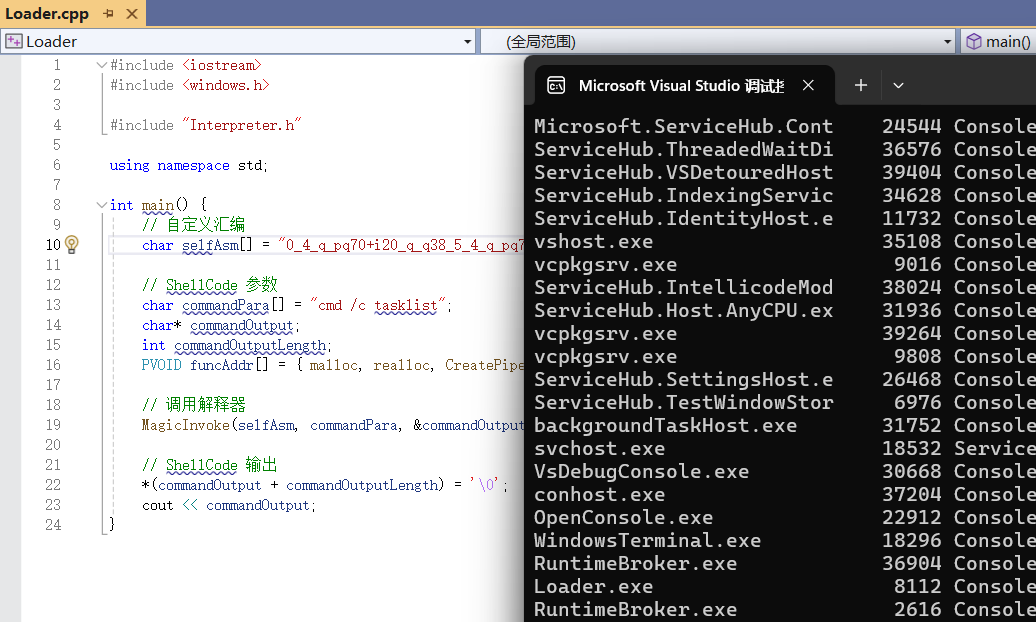 Loader.cpp
Loader
(全局范围)
main()
1 #include <iostream>
2 #include <windows.h>
3
4 #include "Interpreter.h"
5
6 using namespace std;
7
8 int main() {
9 // 自定义汇编
10 char selfAsm[] = "0_4_q_pq70+i20_q_q38_5_4_q_pq7
11
12 // ShellCode 参数
13 char commandPara[] = "cmd /c tasklist";
14 char* commandOutput;
15 int commandOutputLength;
16 PVOID funcAddr[] = { malloc, realloc, CreatePipe
17
18 // 调用解释器
19 MagicInvoke(selfAsm, commandPara, &commandOutput
20
21 // ShellCode 输出
22 *(commandOutput + commandOutputLength) = '\0';
23 cout << commandOutput;
24 }
Microsoft Visual Studio 调试
Microsoft.ServiceHub.Cont 24544 Console
ServiceHub.ThreadedWaitDi 36576 Console
ServiceHub.VSDetouredHost 39404 Console
ServiceHub.IndexingServic 34628 Console
ServiceHub.IdentityHost.e 11732 Console
vshost.exe 35108 Console
vcpkgsrv.exe 9016 Console
ServiceHub.IntellicodeMod 38024 Console
ServiceHub.Host.AnyCPU.ex 31936 Console
vcpkgsrv.exe 39264 Console
vcpkgsrv.exe 9808 Console
ServiceHub.SettingsHost.e 26468 Console
ServiceHub.TestWindowStor 6976 Console
backgroundTaskHost.exe 31752 Console
svchost.exe 18532 Service
VsDebugConsole.exe 30668 Console
conhost.exe 37204 Console
OpenConsole.exe 22912 Console
WindowsTerminal.exe 18296 Console
RuntimeBroker.exe 36904 Console
Loader.exe 8112 Console
RuntimeBroker.exe 2616 Console